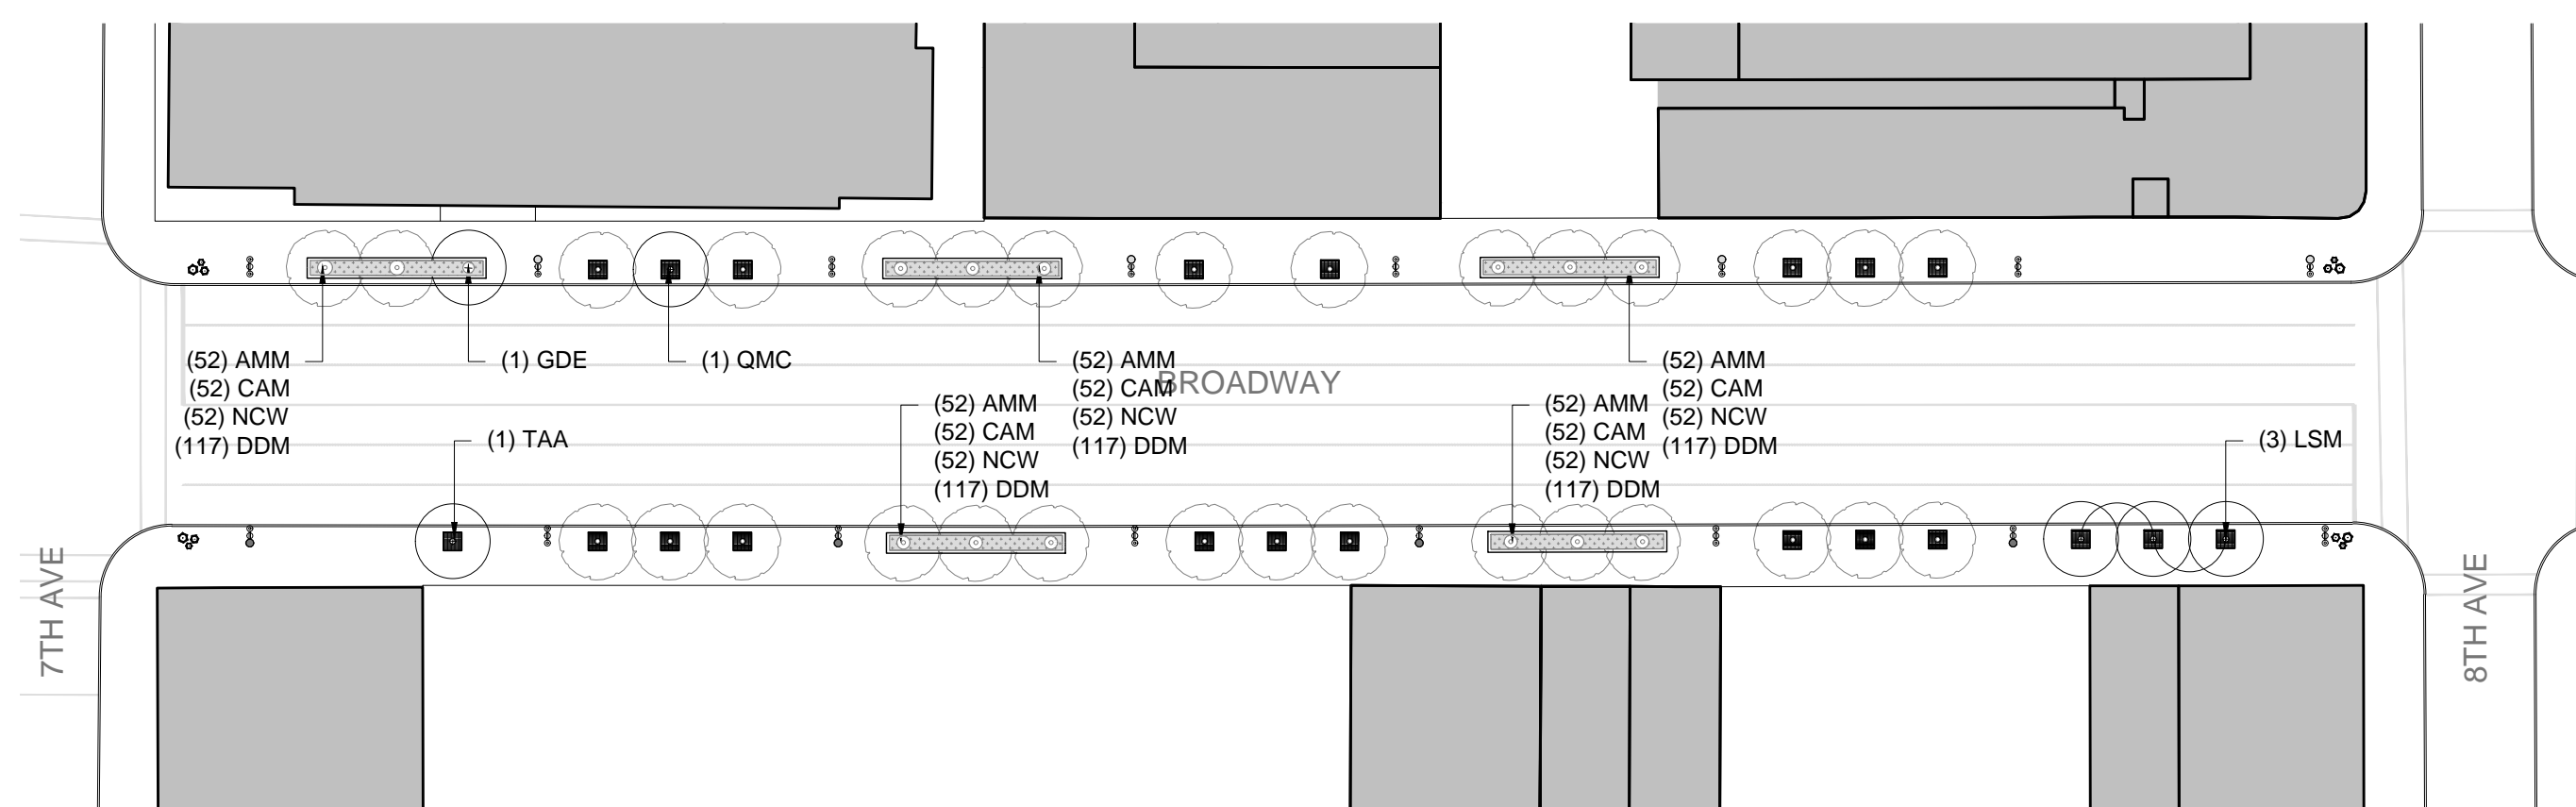 (52) AMM
(52) CAM
(52) NCW
(117) DDM
(1) GDE
(1) QMC
(52) AMM
(52) CAM
(52) NCW
(117) DDM
BROADWAY
(52) AMM
(52) CAM
(52) NCW
(117) DDM
(1) TAA
(52) AMM
(52) CAM
(52) NCW
(117) DDM
(52) AMM
(52) CAM
(52) NCW
(117) DDM
(3) LSM
7TH AVE
8TH AVE